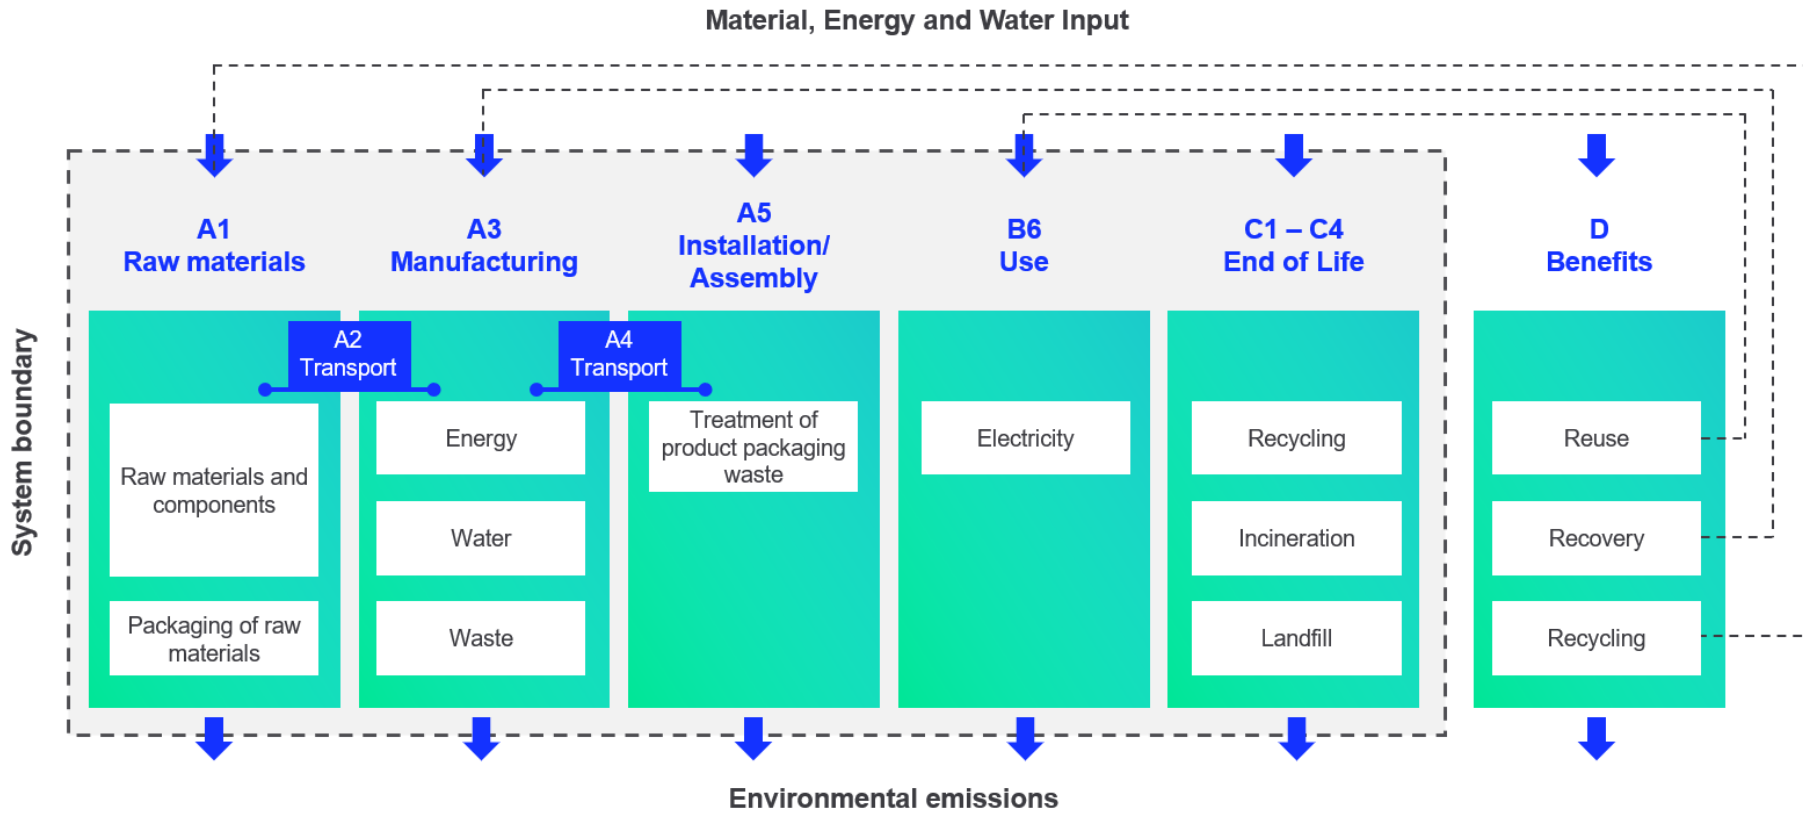 Material, Energy and Water Input
System boundary
A1
Raw materials
A3
Manufacturing
A5
Installation/
Assembly
B6
Use
C1 – C4
End of Life
D
Benefits
A2
Transport
A4
Transport
Raw materials and
components
Packaging of raw
materials
Energy
Water
Waste
Treatment of
product packaging
waste
Electricity
Recycling
Incineration
Landfill
Reuse
Recovery
Recycling
Environmental emissions